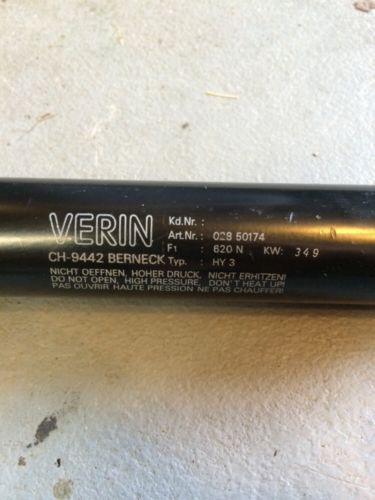 VERIN
Kd.Nr. :
Art.Nr. : 028 50174
F1 : 620 N KW: 349
CH-9442 BERNECK Typ. : HY 3
NICHT OEFFNEN, HOHER DRUCK, NICHT ERHITZEN!
DO NOT OPEN, HIGH PRESSURE, DON'T HEAT UP!
PAS OUVRIR HAUTE PRESSION NE PAS CHAUFFER!